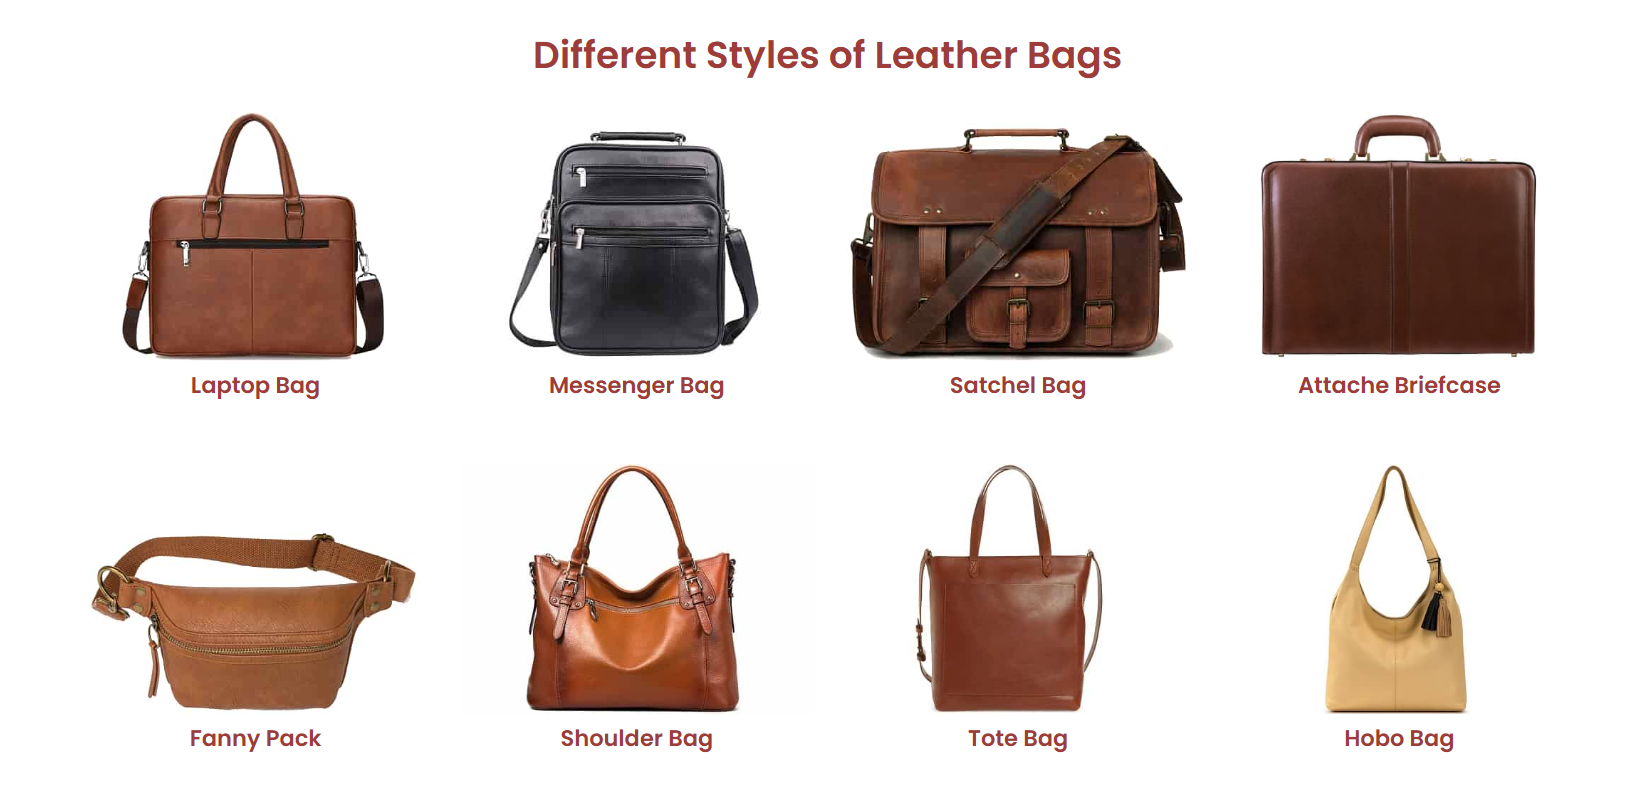 Different Styles of Leather Bags
Laptop Bag
Messenger Bag
Satchel Bag
Attache Briefcase
Fanny Pack
Shoulder Bag
Tote Bag
Hobo Bag